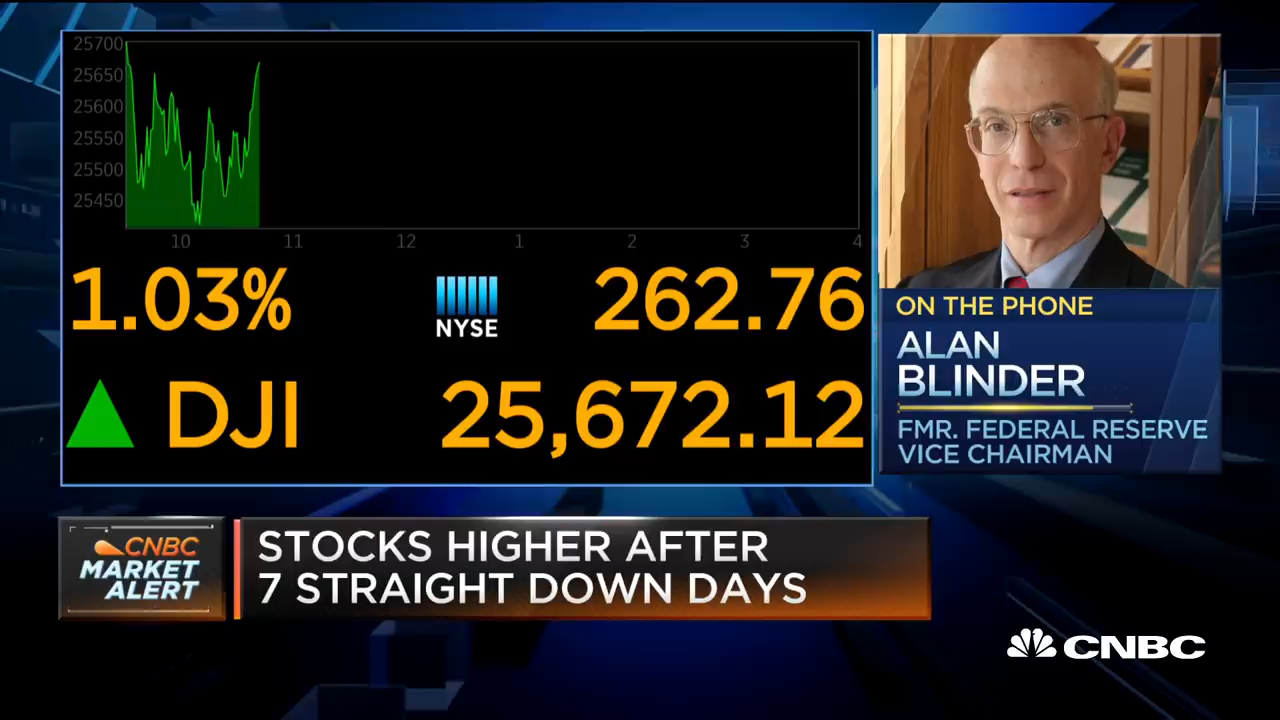 25700
25650
25600
25550
25500
25450
10 11 12 1 2 3 4
1.03% NYSE 262.76
DJI 25,672.12
ON THE PHONE
ALAN
BLINDER
FMR. FEDERAL RESERVE
VICE CHAIRMAN
CNBC
MARKET
ALERT
STOCKS HIGHER AFTER
7 STRAIGHT DOWN DAYS
CNBC